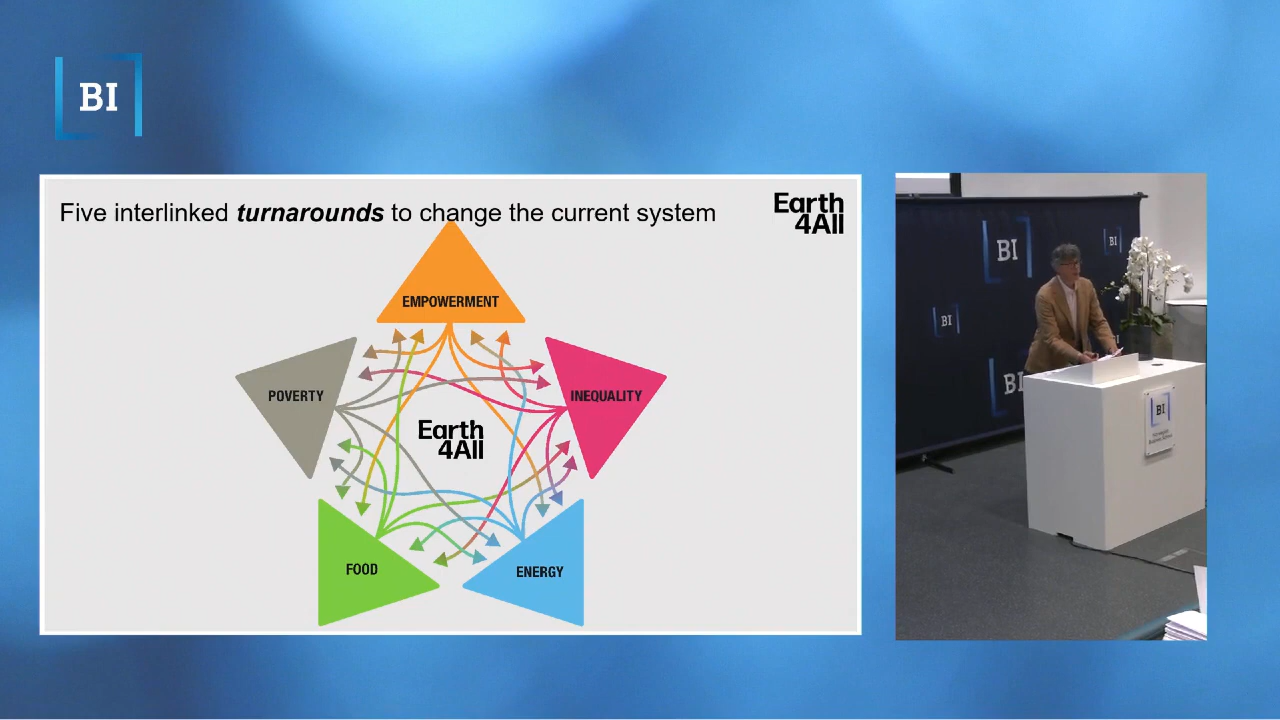 BI
Five interlinked turnarounds to change the current system
Earth
4All
EMPOWERMENT
POVERTY
INEQUALITY
Earth
4All
FOOD
ENERGY
BI
BI
BI
BI
BI